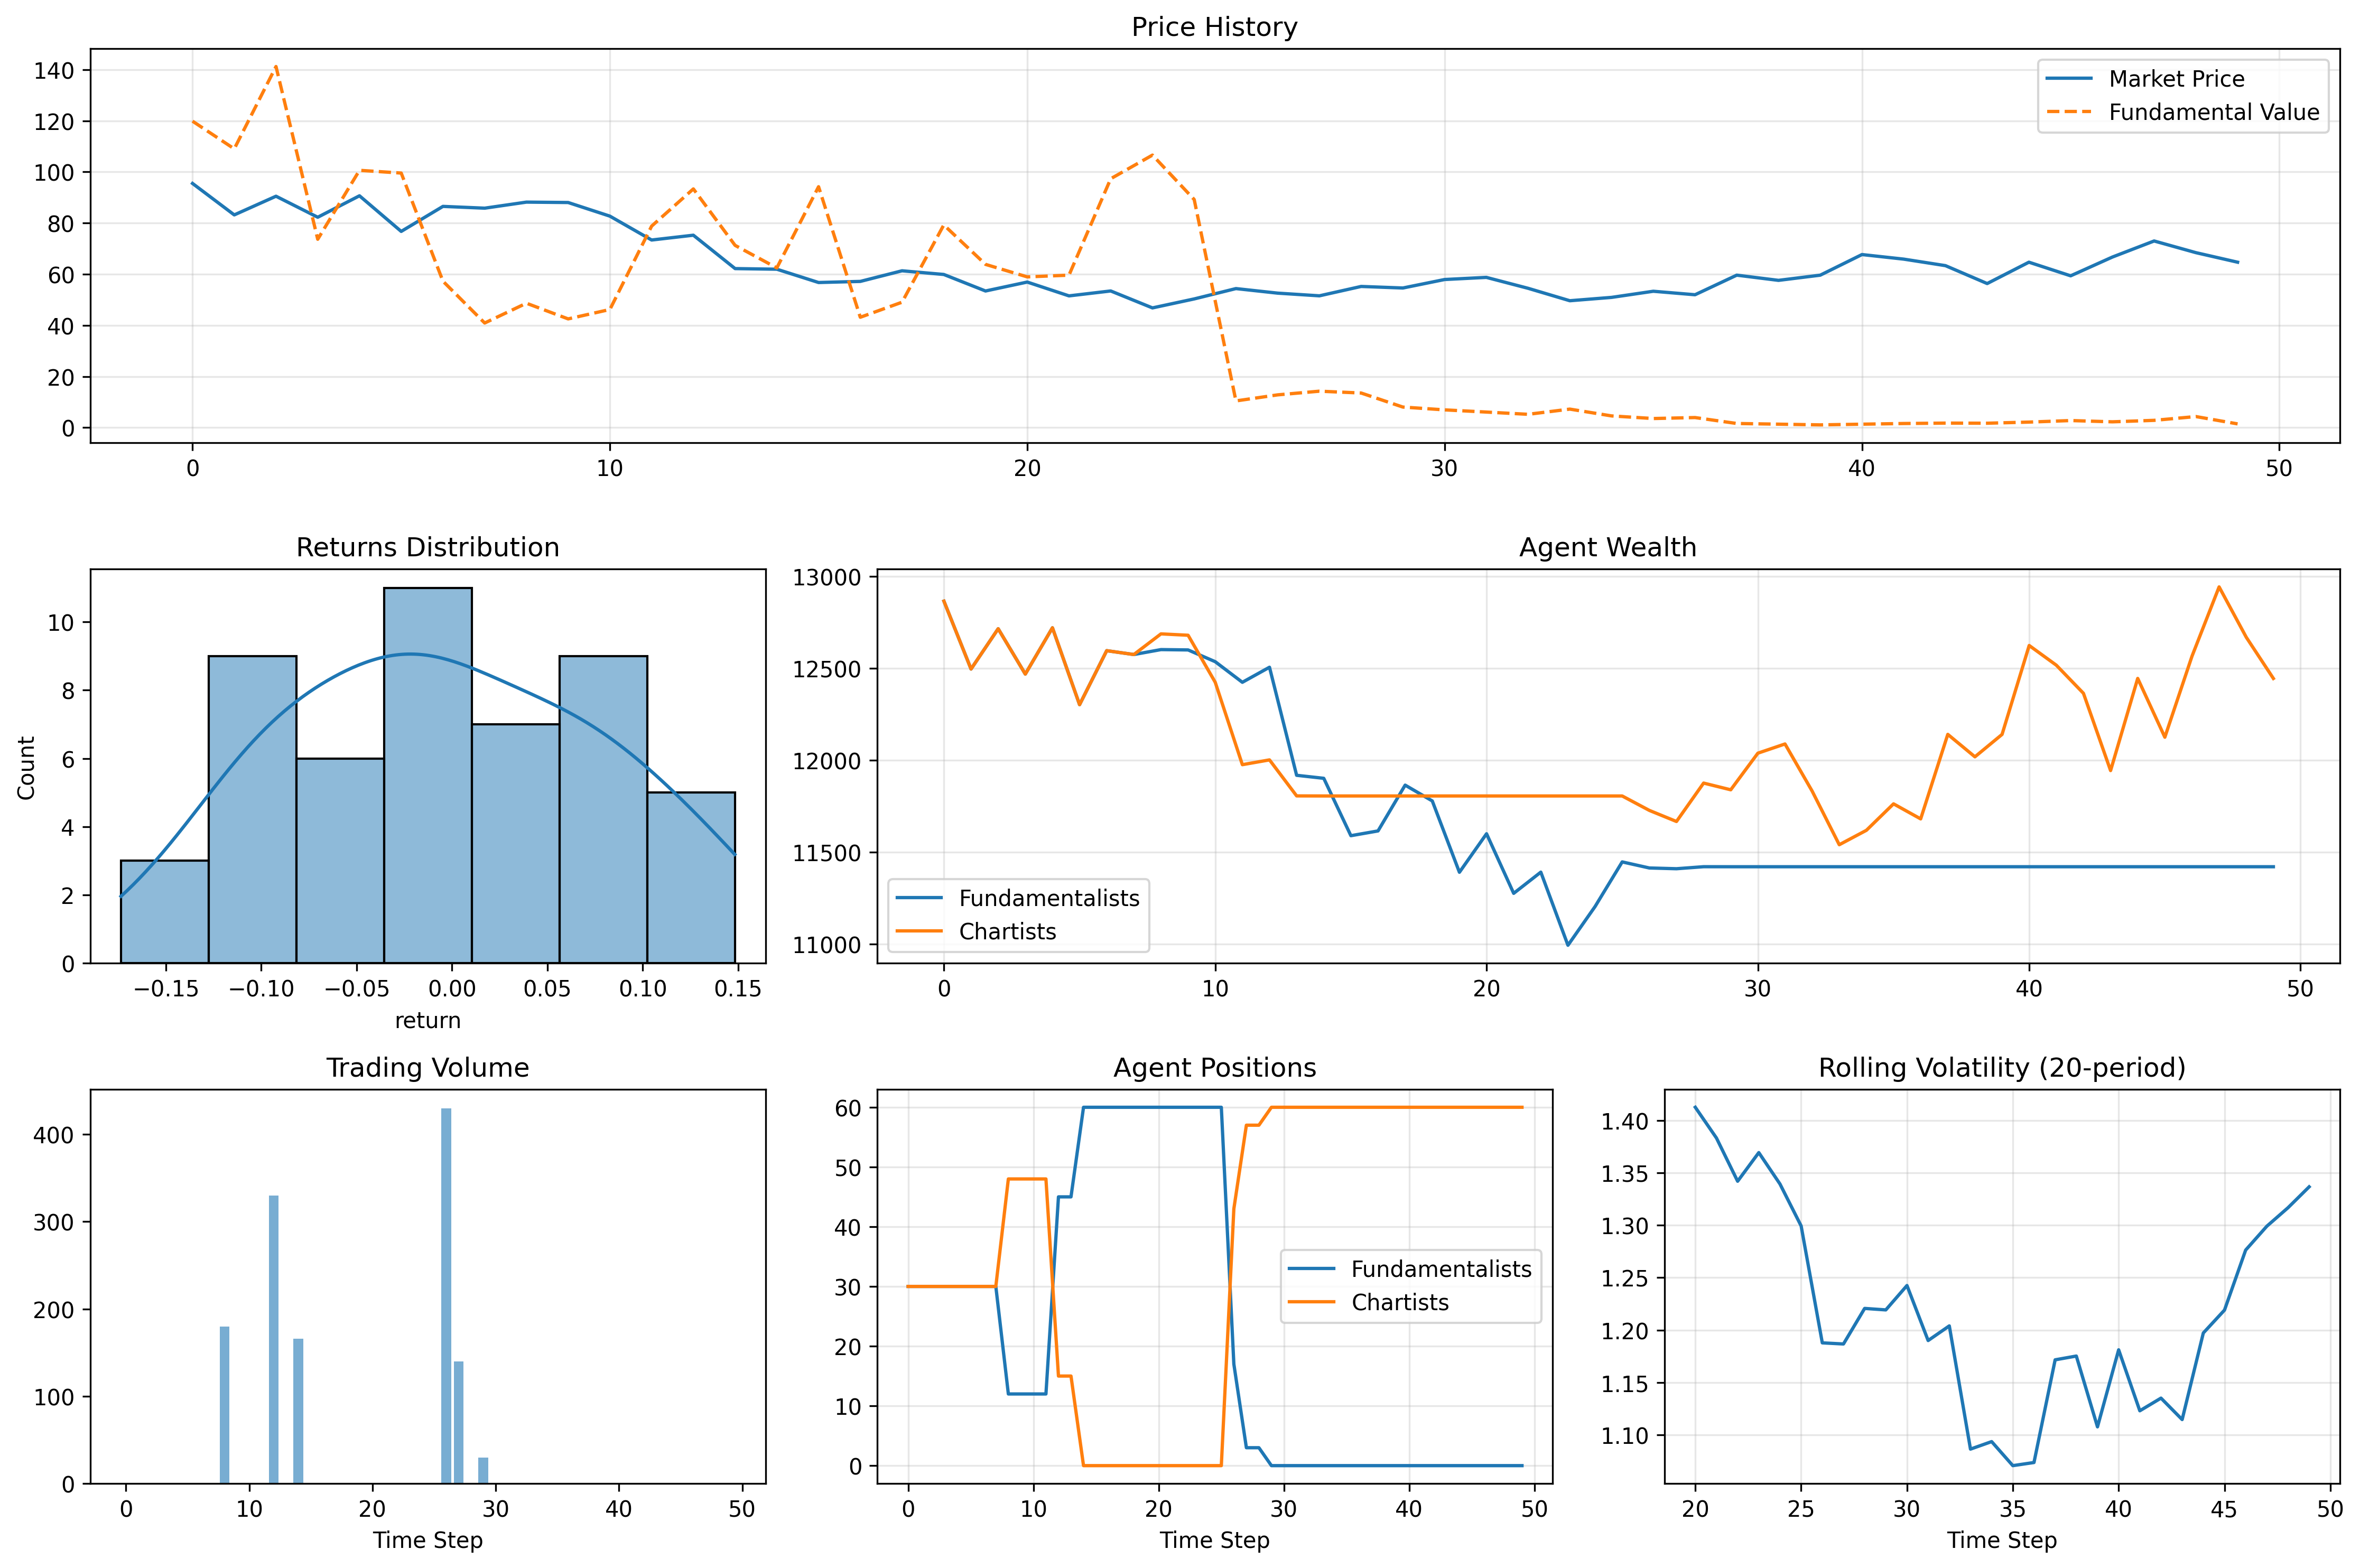 Price History
140
120
100
80
60
40
20
0
0 10 20 30 40 50
Market Price
Fundamental Value
Returns Distribution
Count
10
8
6
4
2
0
−0.15 −0.10 −0.05 0.00 0.05 0.10 0.15
return
Agent Wealth
13000
12500
12000
11500
11000
Fundamentalists
Chartists
0 10 20 30 40 50
Trading Volume
400
300
200
100
0
0 10 20 30 40 50
Time Step
Agent Positions
60
50
40
30
20
10
0
Fundamentalists
Chartists
0 10 20 30 40 50
Time Step
Rolling Volatility (20-period)
1.40
1.35
1.30
1.25
1.20
1.15
1.10
20 25 30 35 40 45 50
Time Step